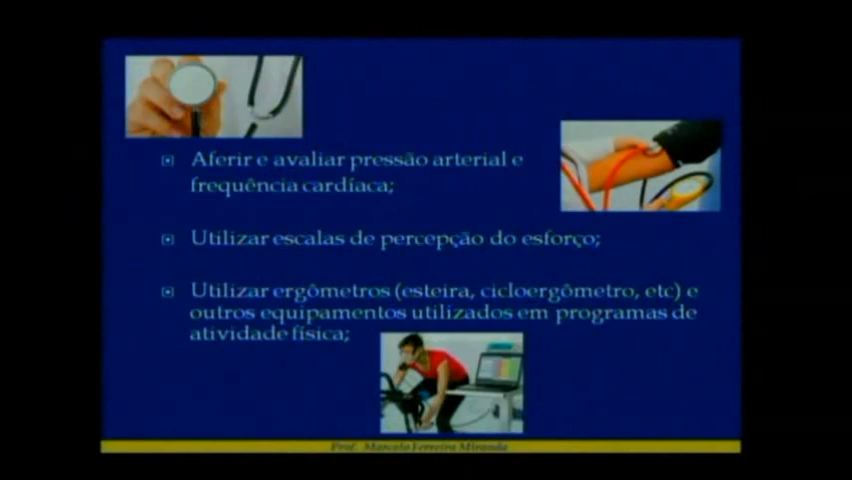 Aferir e avaliar pressão arterial e
frequência cardíaca;
Utilizar escalas de percepção do esforço;
Utilizar ergômetros (esteira, cicloergômetro, etc) e
outros equipamentos utilizados em programas de
atividade física;
Prof. Marcelo Ferreira Miranda